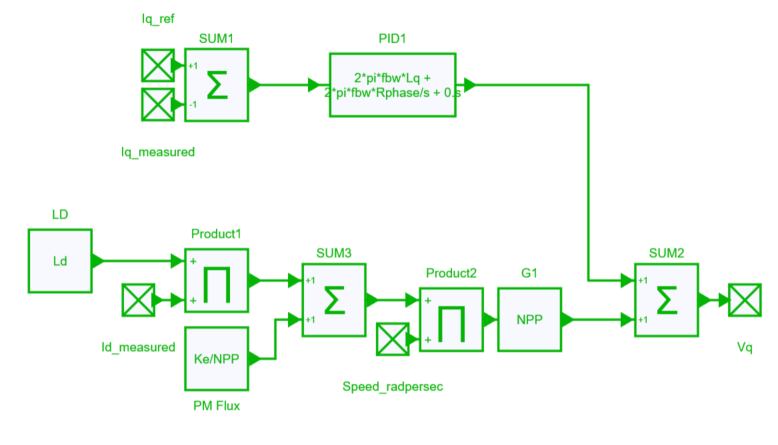 Iq_ref
SUM1
PID1
+1
-1
Σ
2*pi*fbw*Lq +
2*pi*fbw*Rphase/s + 0.s
Iq_measured
LD
Ld
Product1
+
+
∏
Id_measured
Ke/NPP
PM Flux
SUM3
+1
+1
Σ
Product2
+
+
∏
Speed_radpersec
G1
NPP
SUM2
+1
+1
Σ
Vq